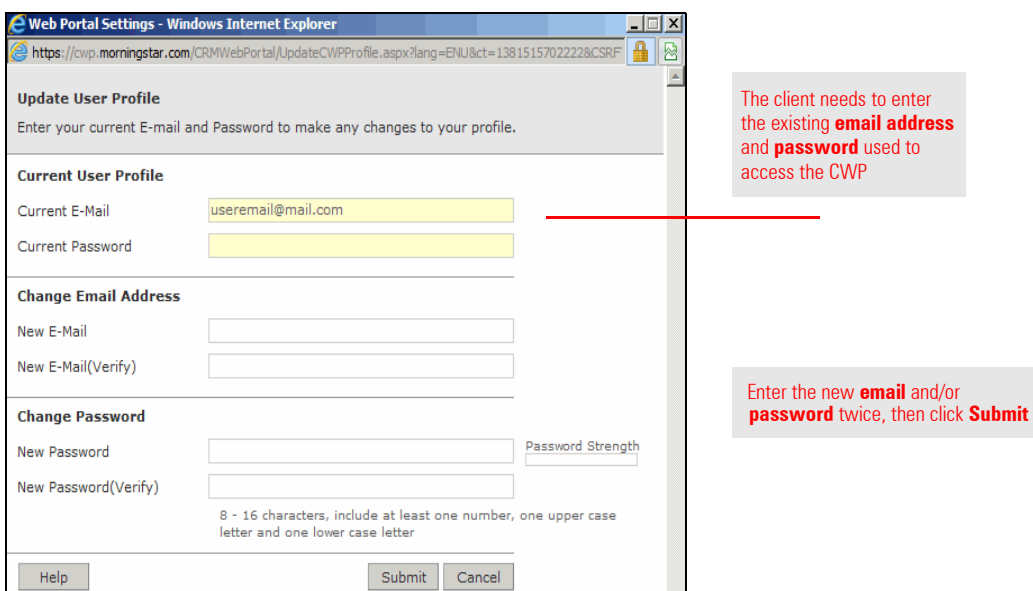 Web Portal Settings - Windows Internet Explorer
https://cwp.morningstar.com/CRMWebPortal/UpdateCWPProfile.aspx?lang=ENU&ct=1381515702222&CSRF
Update User Profile
Enter your current E-mail and Password to make any changes to your profile.
Current User Profile
Current E-Mail
useremail@mail.com
Current Password
Change Email Address
New E-Mail
New E-Mail(Verify)
Change Password
New Password
Password Strength
New Password(Verify)
8 - 16 characters, include at least one number, one upper case
letter and one lower case letter
Help
Submit
Cancel
The client needs to enter
the existing email address
and password used to
access the CWP
Enter the new email and/or
password twice, then click Submit